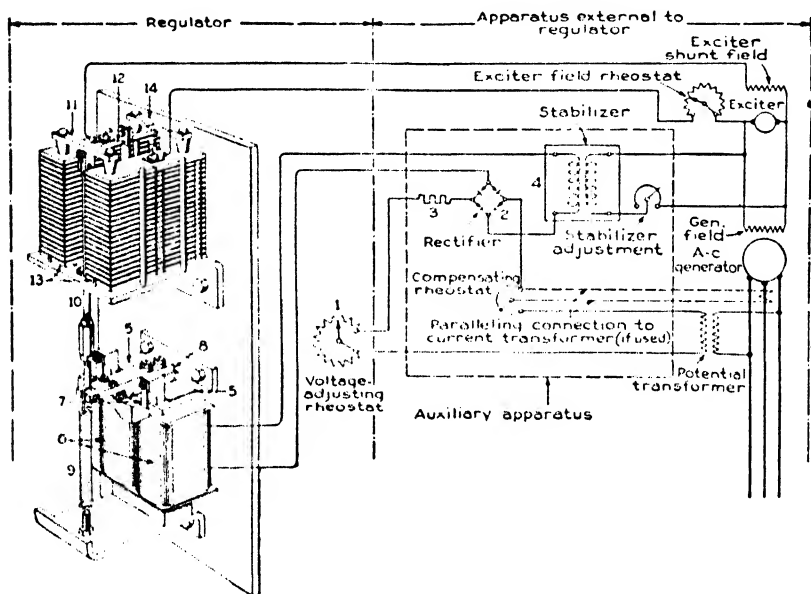 Regulator
Apparatus external to
regulator
Exciter
shunt field
Exciter field rheostat
Exciter
Stabilizer
11
12
14
4
3
2
Rectifier
Stabilizer
adjustment
Gen.
field
A-c
generator
Compensating
rheostat
13
10
1
Paralleling connection to
current transformer (if used)
5
8
7
5
Voltage-
adjusting
rheostat
Potential
transformer
Auxiliary apparatus
6
9